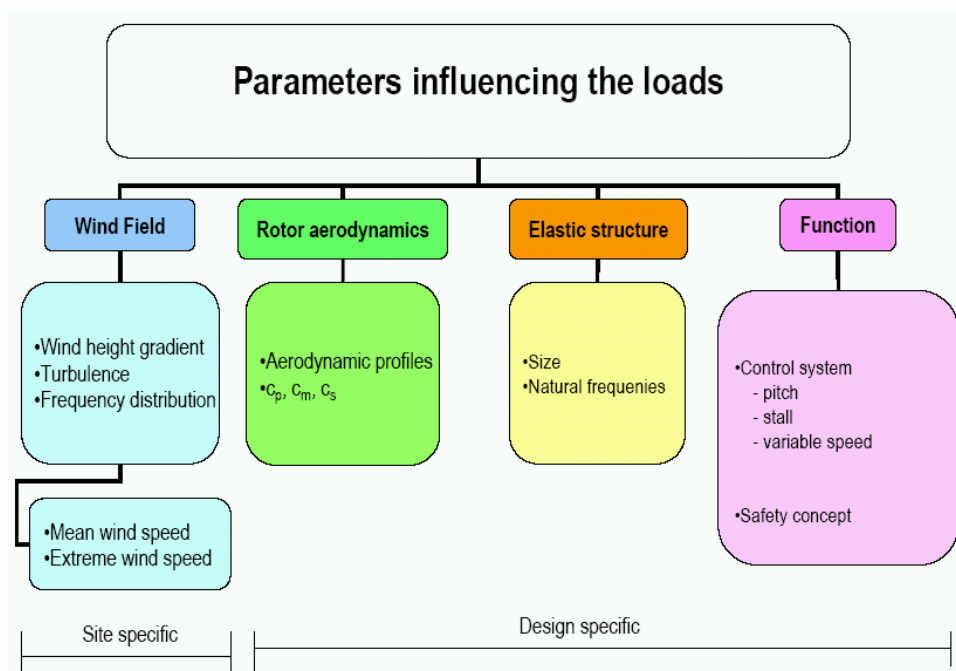 Parameters influencing the loads
Wind Field
Rotor aerodynamics
Elastic structure
Function
•Wind height gradient
•Turbulence
•Frequency distribution
•Mean wind speed
•Extreme wind speed
•Aerodynamic profiles
•cp, cm, cs
•Size
•Natural frequenies
•Control system
- pitch
- stall
- variable speed
•Safety concept
Site specific
Design specific